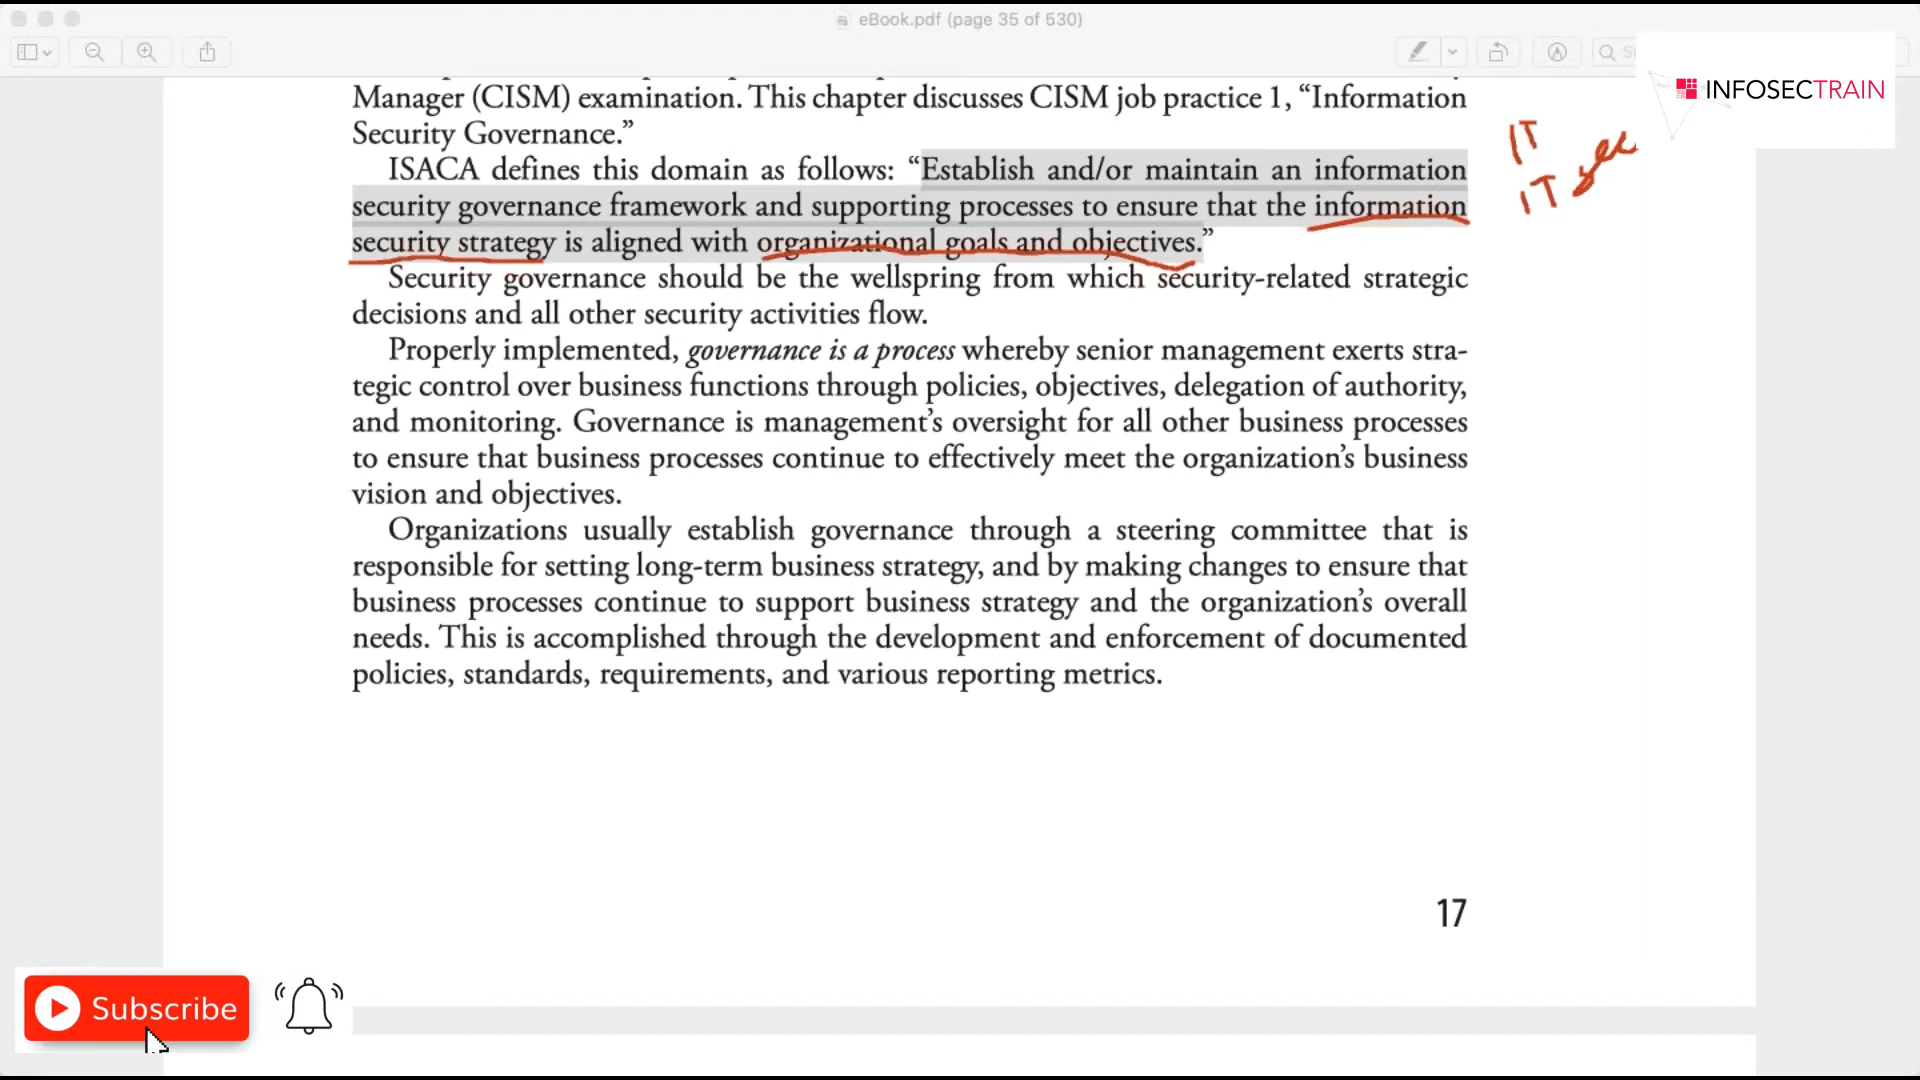 eBook.pdf (page 35 of 530)
INFOSECTRAIN
Manager (CISM) examination. This chapter discusses CISM job practice 1, “Information
Security Governance.”
IT
IT sec
ISACA defines this domain as follows: “Establish and/or maintain an information
security governance framework and supporting processes to ensure that the information
security strategy is aligned with organizational goals and objectives.”
Security governance should be the wellspring from which security-related strategic
decisions and all other security activities flow.
Properly implemented, governance is a process whereby senior management exerts stra-
tegic control over business functions through policies, objectives, delegation of authority,
and monitoring. Governance is management’s oversight for all other business processes
to ensure that business processes continue to effectively meet the organization’s business
vision and objectives.
Organizations usually establish governance through a steering committee that is
responsible for setting long-term business strategy, and by making changes to ensure that
business processes continue to support business strategy and the organization’s overall
needs. This is accomplished through the development and enforcement of documented
policies, standards, requirements, and various reporting metrics.
17
Subscribe